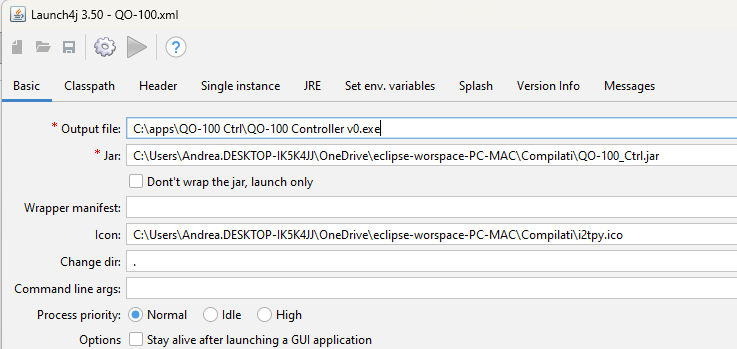 Launch4j 3.50 - QO-100.xml
?
Basic Classpath Header Single instance JRE Set env. variables Splash Version Info Messages
* Output file: C:\apps\QO-100 Ctrl\QO-100 Controller v0.exe
* Jar: C:\Users\Andrea.DESKTOP-IK5K4JJ\OneDrive\eclipse-worspace-PC-MAC\Compilati\QO-100_Ctrl.jar
Dont't wrap the jar, launch only
Wrapper manifest:
Icon: C:\Users\Andrea.DESKTOP-IK5K4JJ\OneDrive\eclipse-worspace-PC-MAC\Compilati\i2tpy.ico
Change dir: .
Command line args:
Process priority: Normal Idle High
Options Stay alive after launching a GUI application